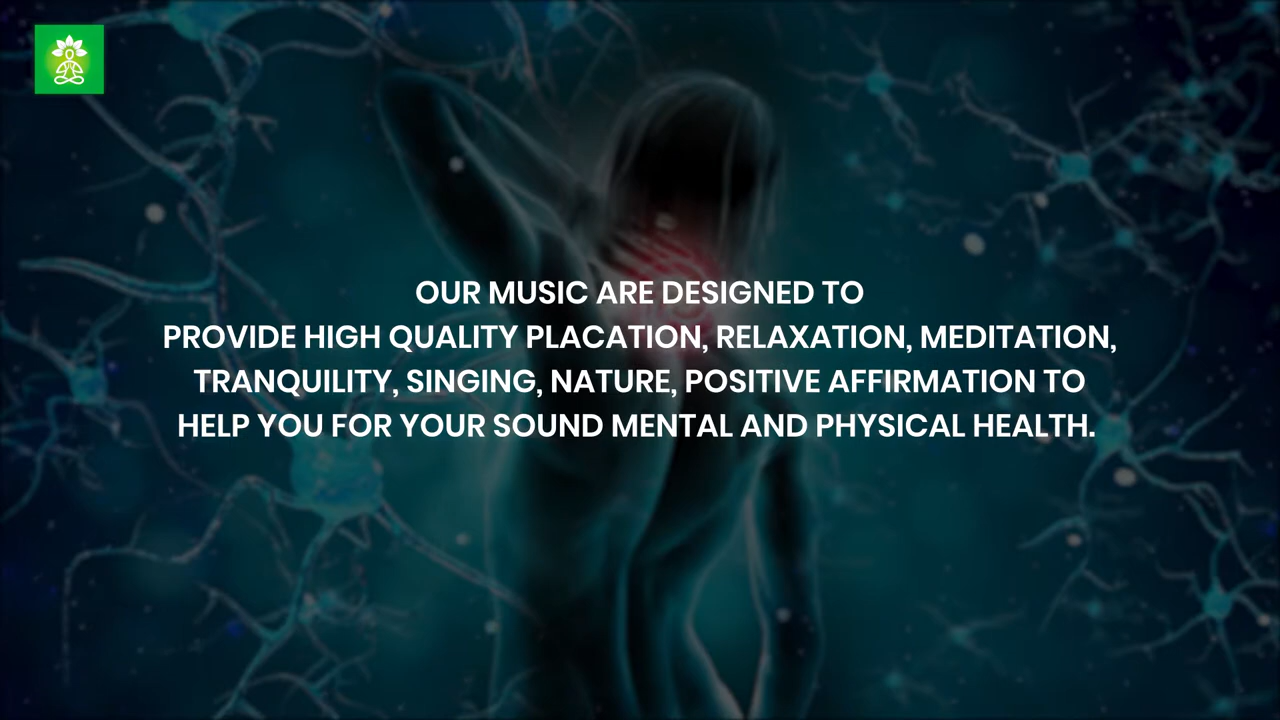 OUR MUSIC ARE DESIGNED TO
PROVIDE HIGH QUALITY PLACATION, RELAXATION, MEDITATION,
TRANQUILITY, SINGING, NATURE, POSITIVE AFFIRMATION TO
HELP YOU FOR YOUR SOUND MENTAL AND PHYSICAL HEALTH.